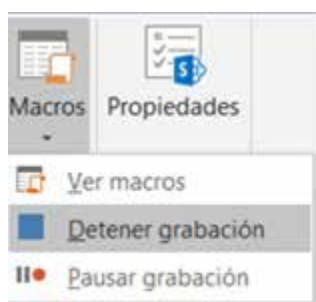 Macros
Propiedades
Ver macros
Detener grabación
Pausar grabación